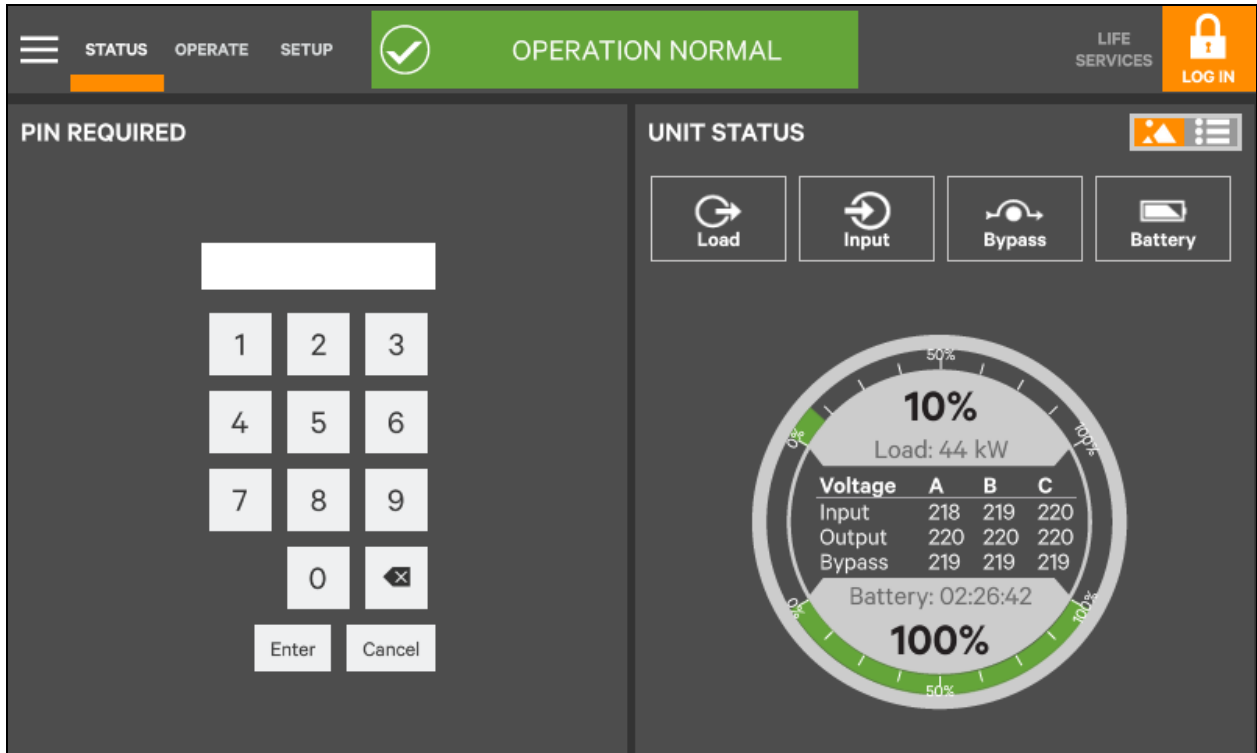 STATUS OPERATE SETUP
OPERATION NORMAL
LIFE
SERVICES
LOG IN
PIN REQUIRED
1 2 3
4 5 6
7 8 9
0
Enter Cancel
UNIT STATUS
Load Input Bypass Battery
50%
0% 100%
10%
Load: 44 kW
Voltage A B C
Input 218 219 220
Output 220 220 220
Bypass 219 219 219
Battery: 02:26:42
100%
0% 100%
50%